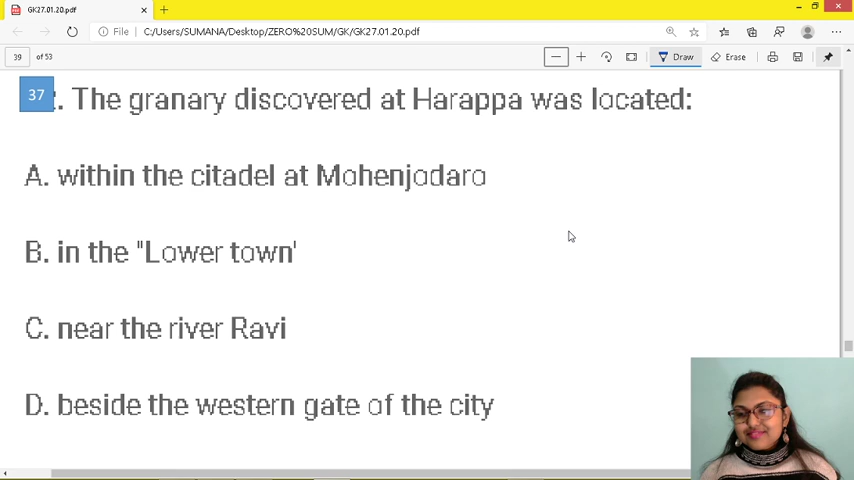 GK27.01.20.pdf
File C:/Users/SUMANA/Desktop/ZERO%20SUM/GK/GK27.01.20.pdf
39 of 53 Draw Erase
37 . The granary discovered at Harappa was located:
A. within the citadel at Mohenjodaro
B. in the "Lower town'
C. near the river Ravi
D. beside the western gate of the city